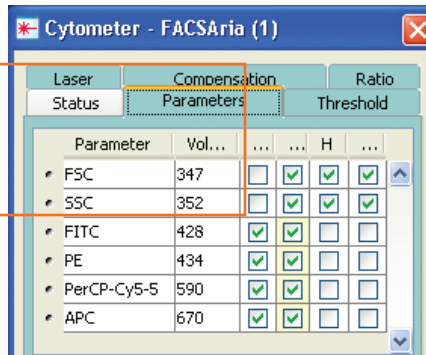 Cytometer - FACSAria (1)
Laser Compensation Ratio
Status Parameters Threshold
Parameter Vol... ... ... H ...
FSC 347
SSC 352
FITC 428
PE 434
PerCP-Cy5-5 590
APC 670